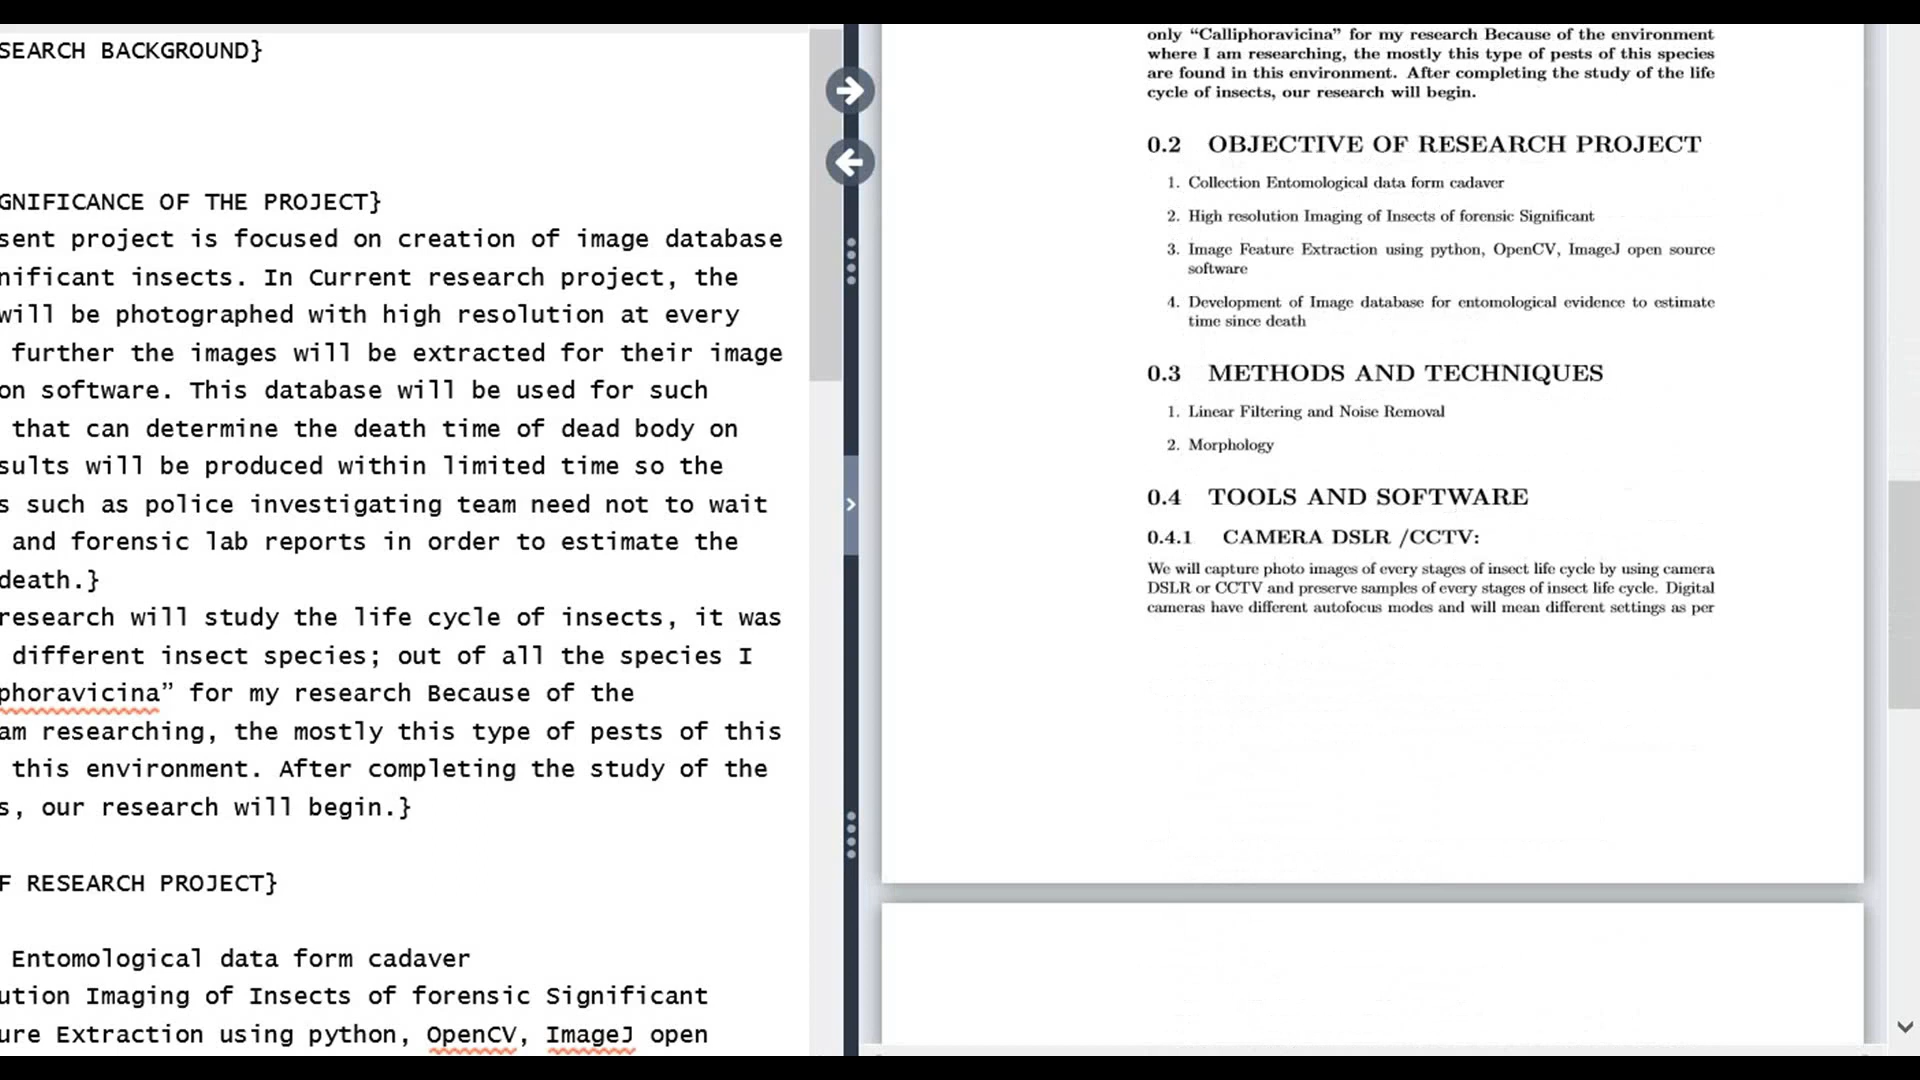 SEARCH BACKGROUND}
GNIFICANCE OF THE PROJECT}
sent project is focused on creation of image database
nificant insects. In Current research project, the
will be photographed with high resolution at every
further the images will be extracted for their image
on software. This database will be used for such
that can determine the death time of dead body on
sults will be produced within limited time so the
s such as police investigating team need not to wait
and forensic lab reports in order to estimate the
death.}
research will study the life cycle of insects, it was
different insect species; out of all the species I
phoravicina” for my research Because of the
am researching, the mostly this type of pests of this
this environment. After completing the study of the
s, our research will begin.}
F RESEARCH PROJECT}
Entomological data form cadaver
ution Imaging of Insects of forensic Significant
ure Extraction using python, OpenCV, ImageJ open
only “Calliphoravicina” for my research Because of the environment
where I am researching, the mostly this type of pests of this species
are found in this environment. After completing the study of the life
cycle of insects, our research will begin.
0.2 OBJECTIVE OF RESEARCH PROJECT
1. Collection Entomological data form cadaver
2. High resolution Imaging of Insects of forensic Significant
3. Image Feature Extraction using python, OpenCV, ImageJ open source
software
4. Development of Image database for entomological evidence to estimate
time since death
0.3 METHODS AND TECHNIQUES
1. Linear Filtering and Noise Removal
2. Morphology
0.4 TOOLS AND SOFTWARE
0.4.1 CAMERA DSLR /CCTV:
We will capture photo images of every stages of insect life cycle by using camera
DSLR or CCTV and preserve samples of every stages of insect life cycle. Digital
cameras have different autofocus modes and will mean different settings as per